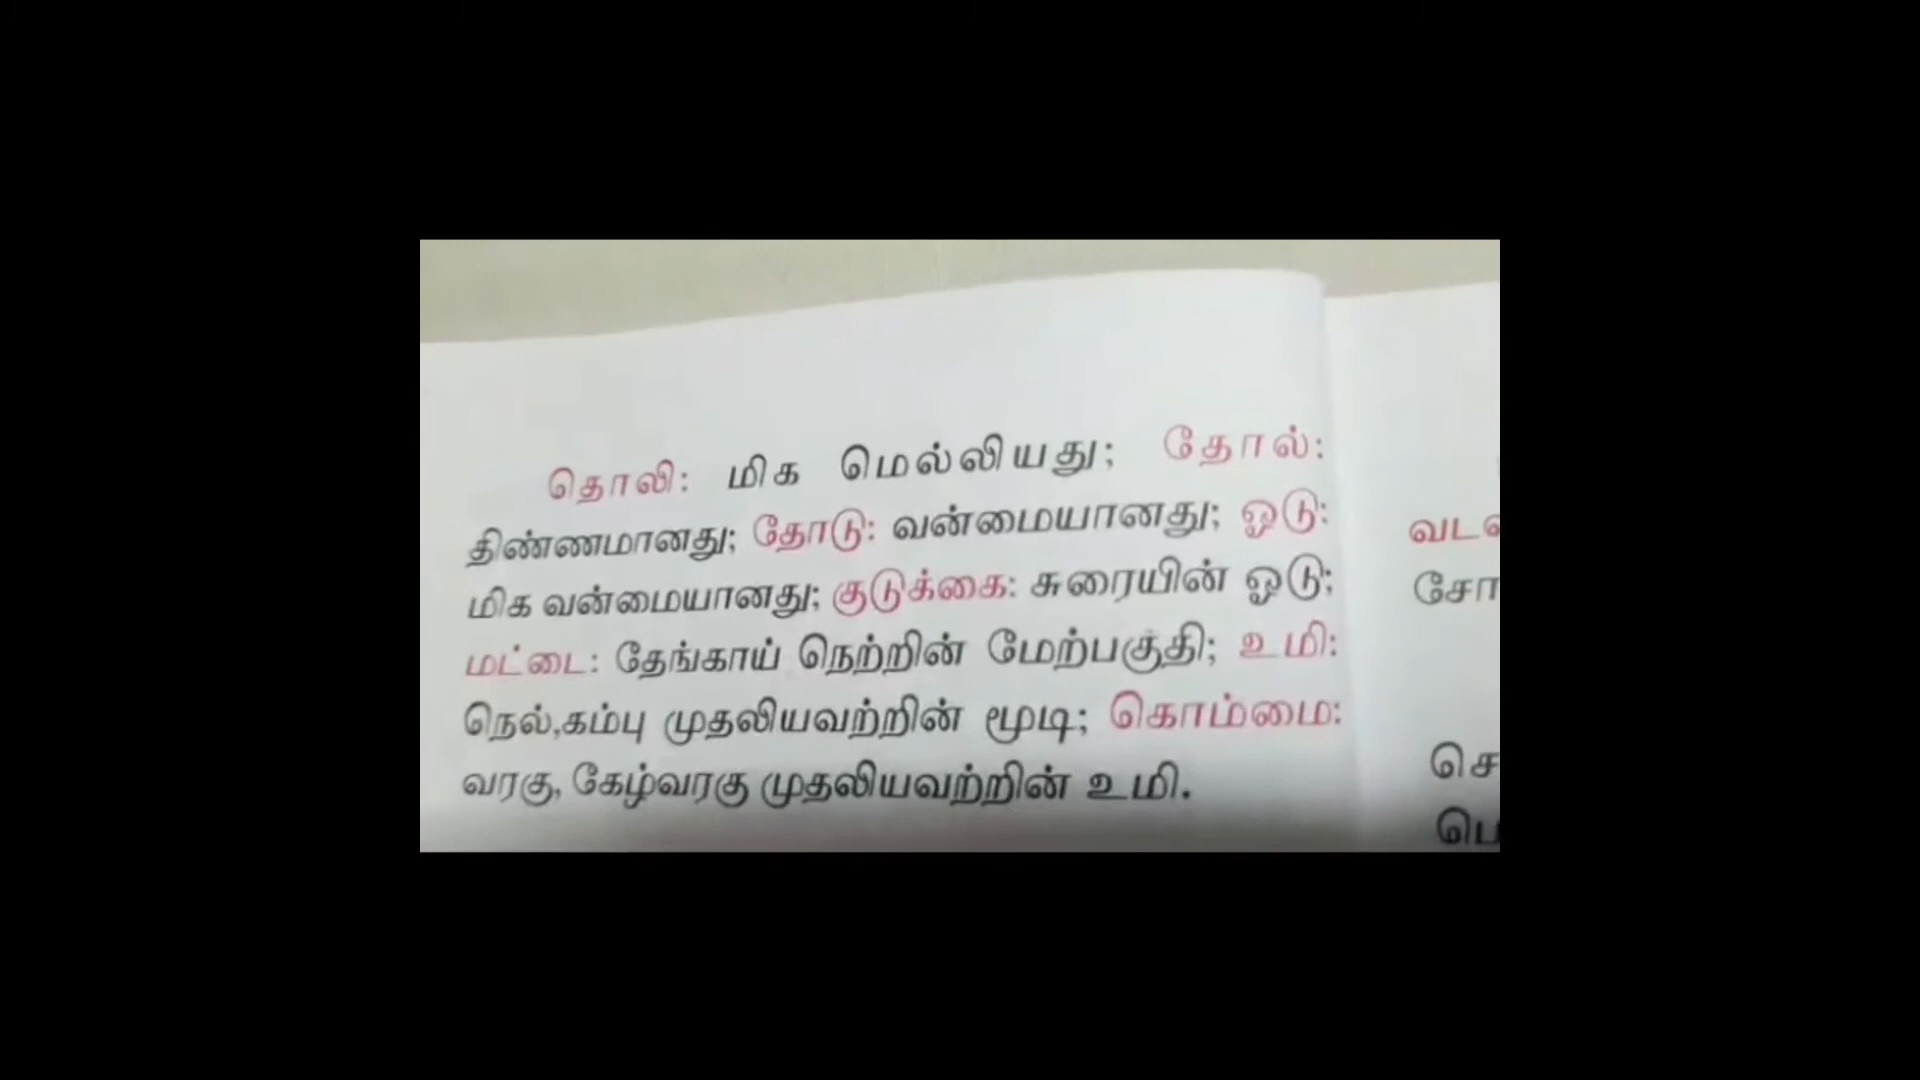 தொலி: மிக மெல்லியது; தோல்:
திண்ணமானது; தோடு: வன்மையானது; ஓடு:
மிக வன்மையானது; குடுக்கை: சுரையின் ஓடு;
மட்டை: தேங்காய் நெற்றின் மேற்பகுதி; உமி:
நெல்,கம்பு முதலியவற்றின் மூடி; கொம்மை:
வரகு, கேழ்வரகு முதலியவற்றின் உமி.